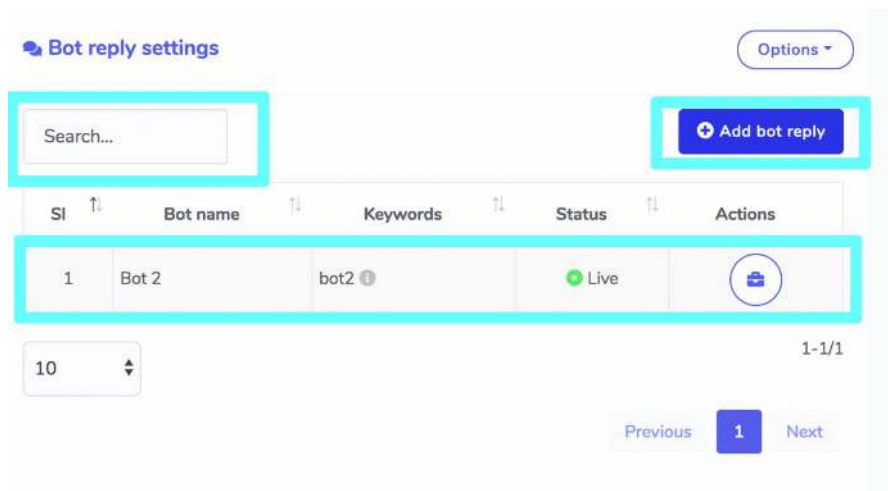 Bot reply settings
Options
Search...
Add bot reply
Sl Bot name Keywords Status Actions
1 Bot 2 bot2 Live
10
1-1/1
Previous 1 Next